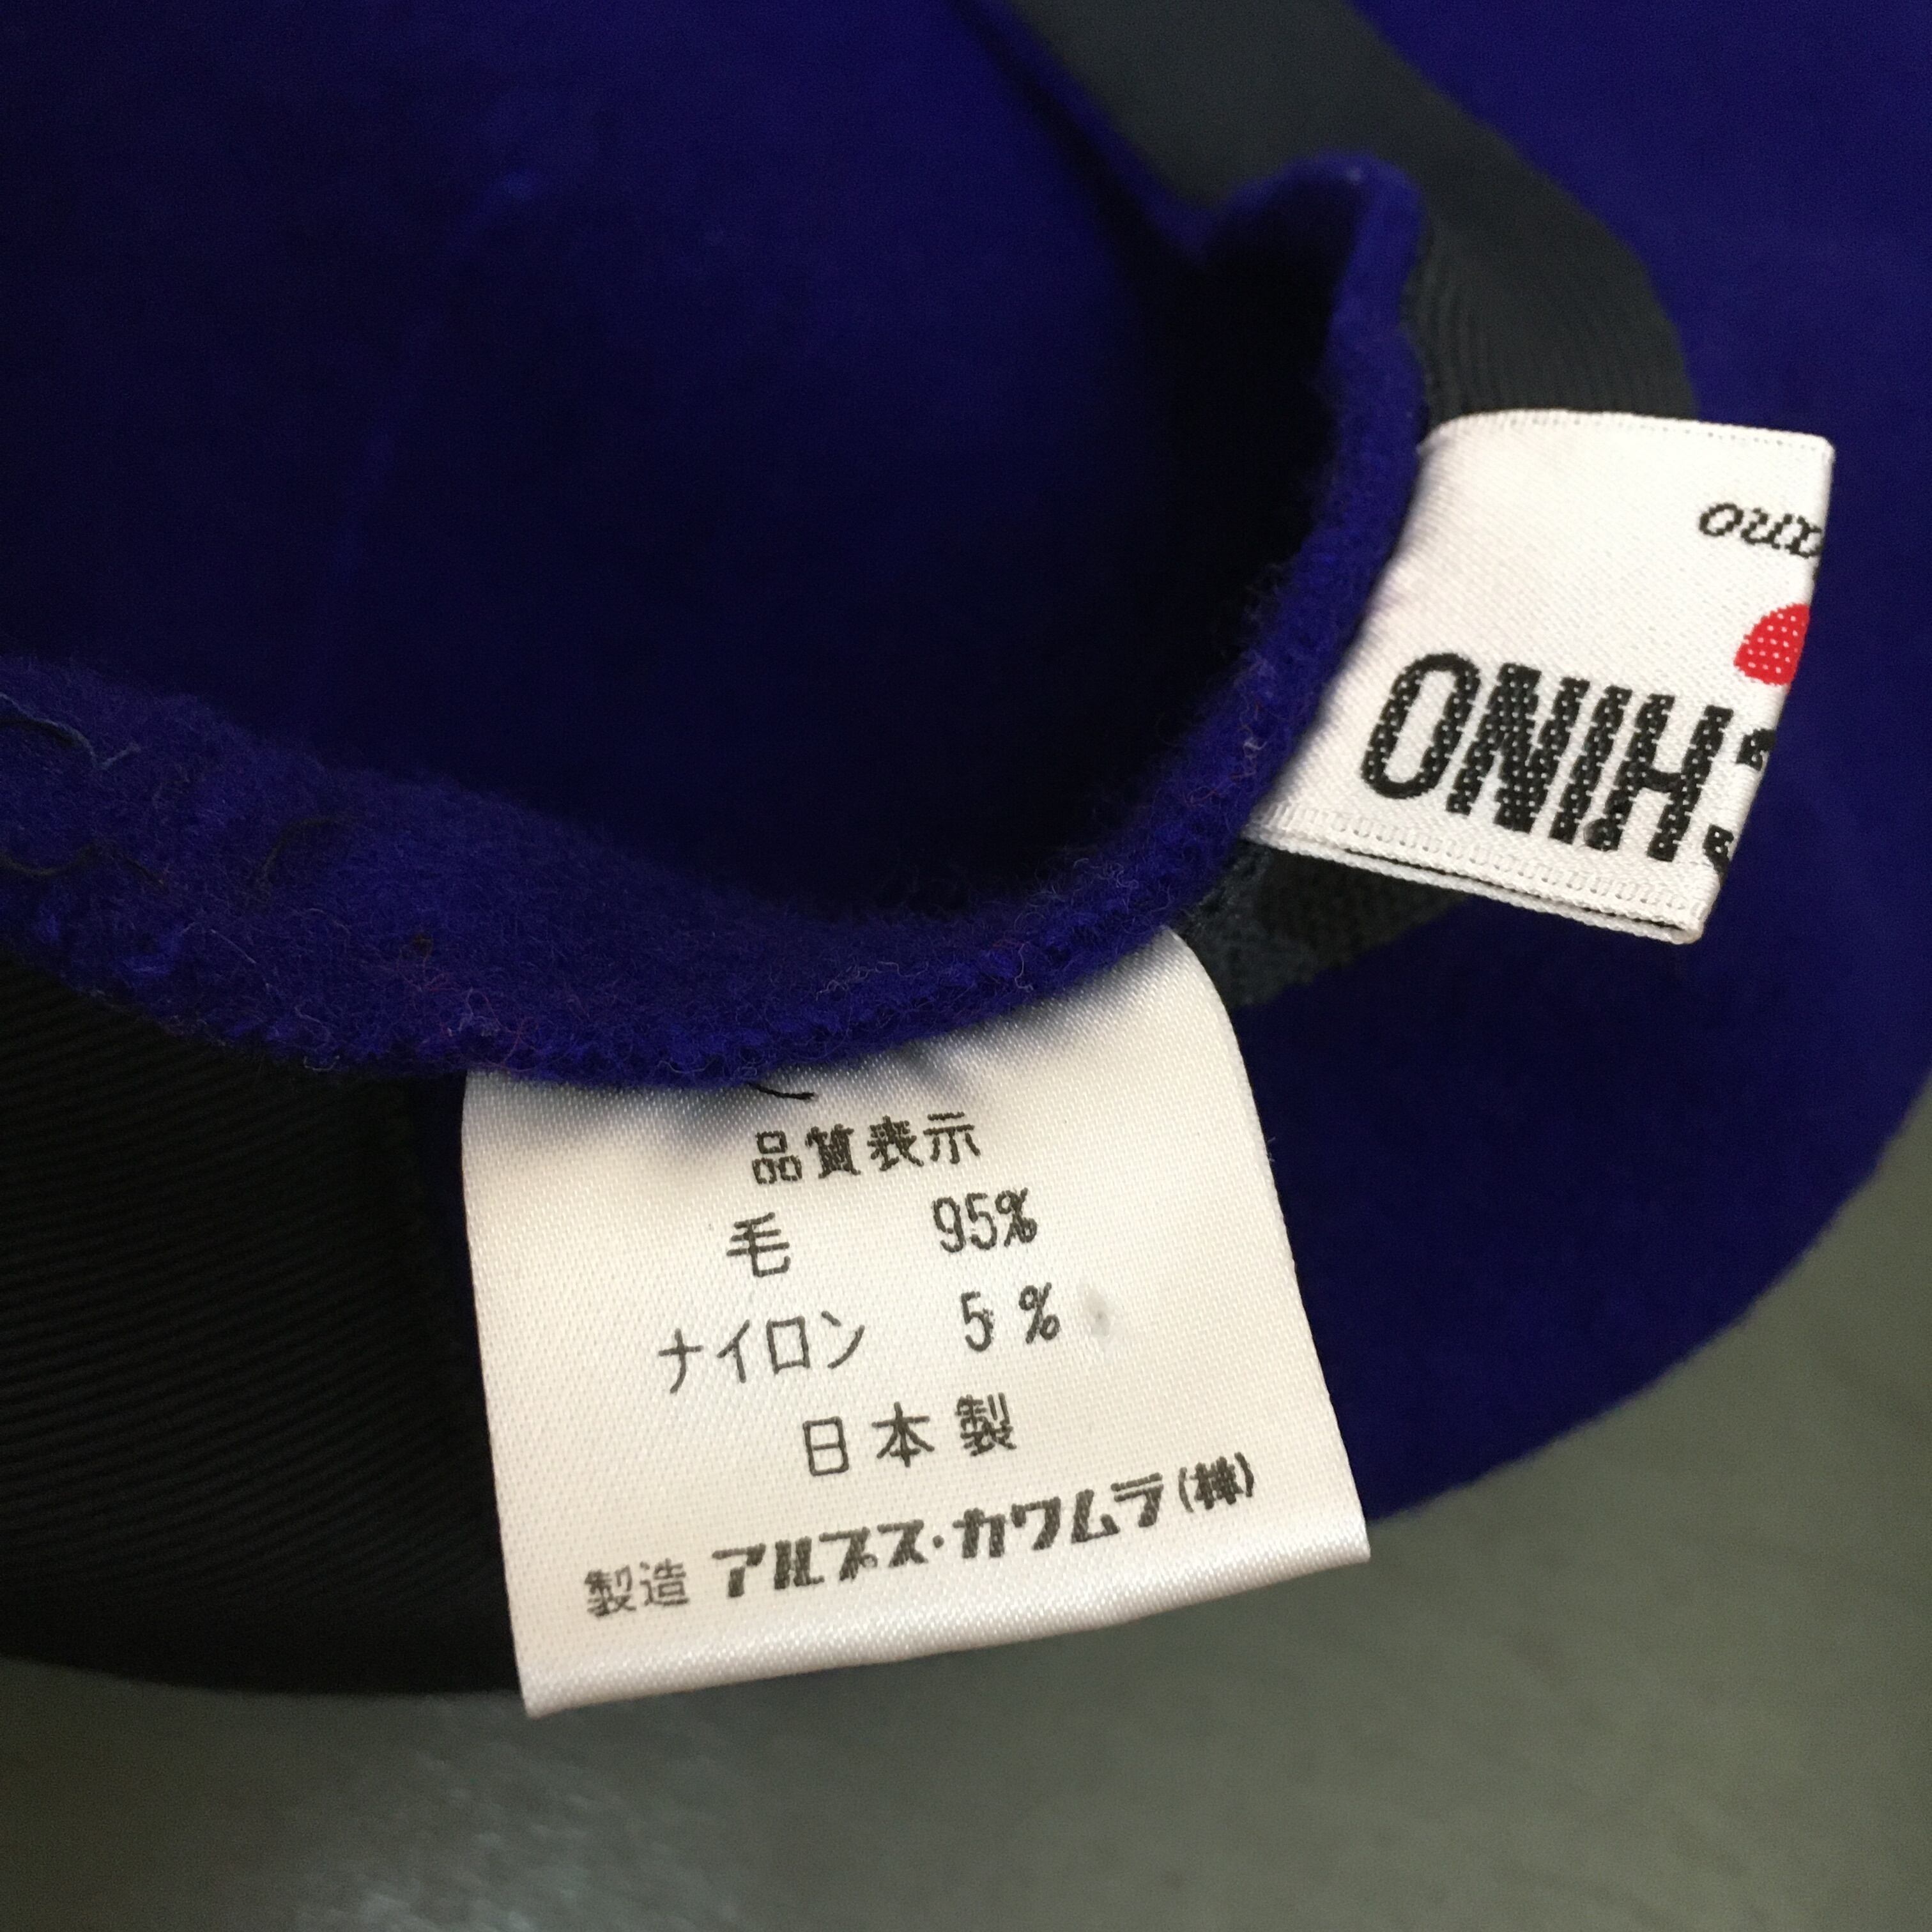 ONIH
品質表示
毛 95%
ナイロン 5%
日本製
製造 アルプス・カワムラ(株)